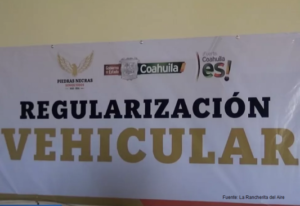 PIEDRAS NEGRAS
Coahuila
Coahuila
¡es!
REGULARIZACIÓN
VEHICULAR
Fuente: La Rancherita del Aire